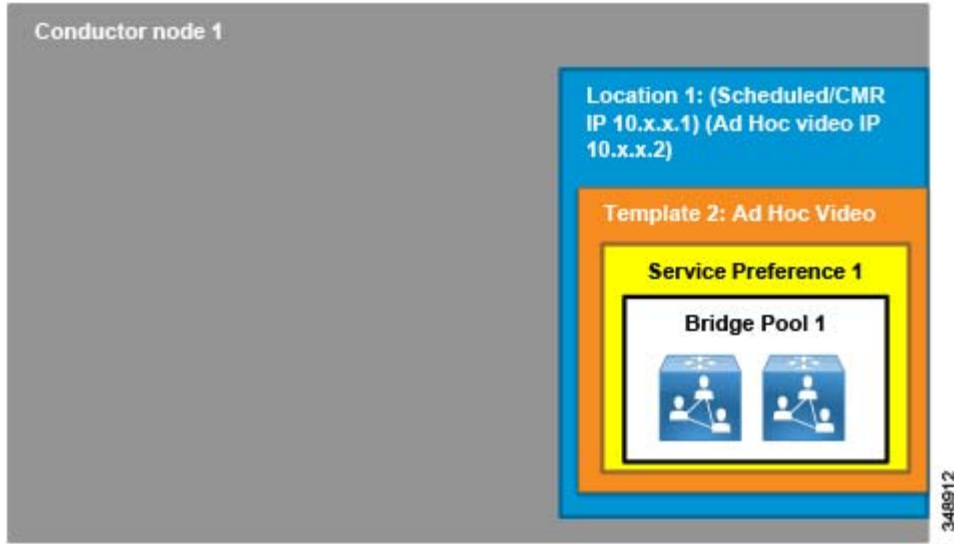 Conductor node 1
Location 1: (Scheduled/CMR
IP 10.x.x.1) (Ad Hoc video IP
10.x.x.2)
Template 2: Ad Hoc Video
Service Preference 1
Bridge Pool 1
348912